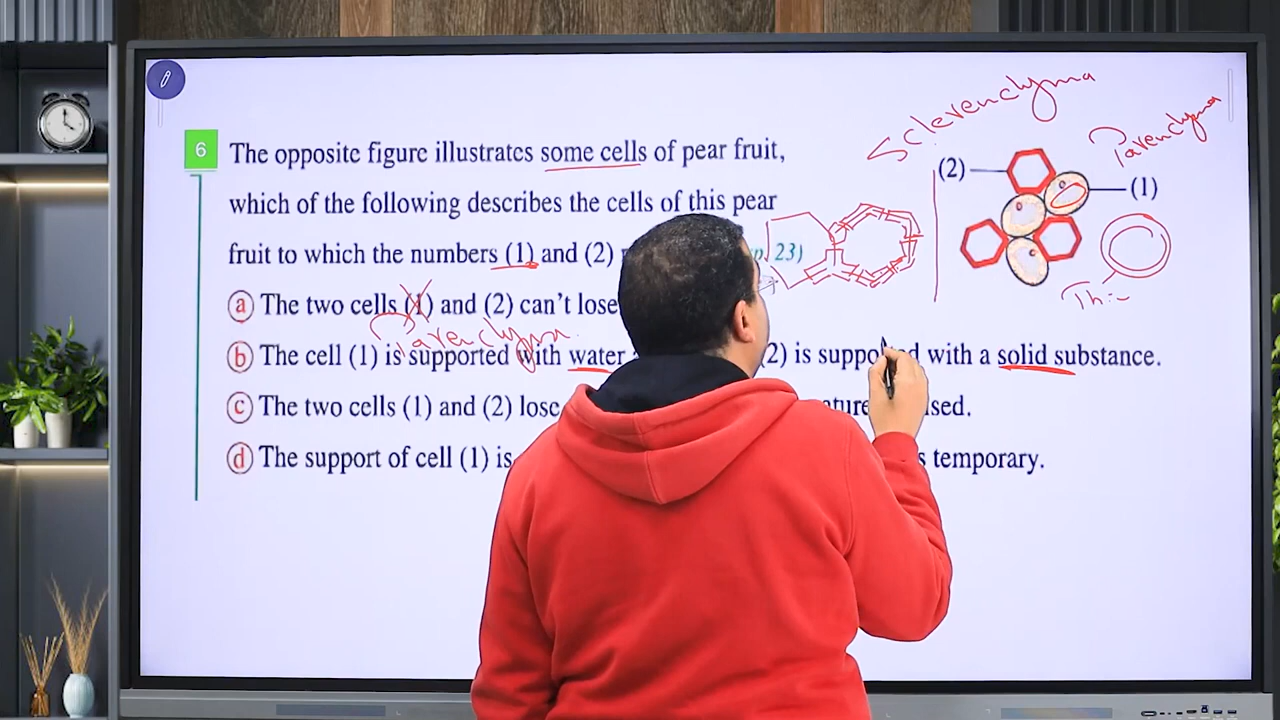 6 The opposite figure illustrates some cells of pear fruit,
which of the following describes the cells of this pear
fruit to which the numbers (1) and (2) p. 23)
a The two cells (1) and (2) can't lose
b The cell (1) is supported with water (2) is supported with a solid substance.
c The two cells (1) and (2) lose
d The support of cell (1) is temporary.
Sclerenchyma
Parenchyma
(2)
(1)
Parenchyma